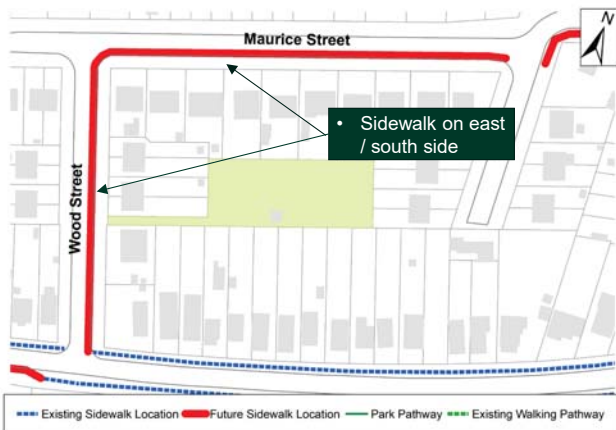 N
Maurice Street
• Sidewalk on east
/ south side
Wood Street
Existing Sidewalk Location
Future Sidewalk Location
Park Pathway
Existing Walking Pathway